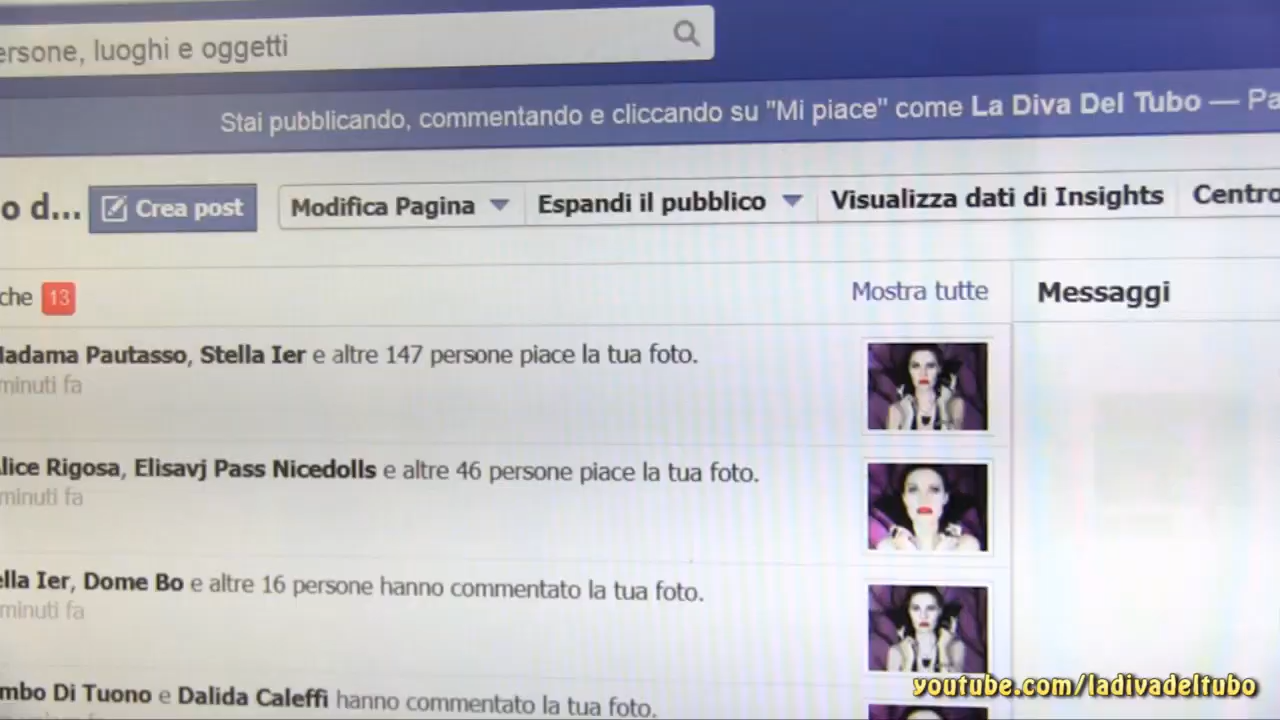 ersone, luoghi e oggetti
Stai pubblicando, commentando e cliccando su "Mi piace" come La Diva Del Tubo — Pa
o d... Crea post Modifica Pagina Espandi il pubblico Visualizza dati di Insights Centro
che 13 Mostra tutte Messaggi
Madama Pautasso, Stella Ier e altre 147 persone piace la tua foto.
minuti fa
Alice Rigosa, Elisavj Pass Nicedolls e altre 46 persone piace la tua foto.
minuti fa
ella Ier, Dome Bo e altre 16 persone hanno commentato la tua foto.
minuti fa
mbo Di Tuono e Dalida Caleffi hanno commentato la tua foto.
youtube.com/ladivadeltubo